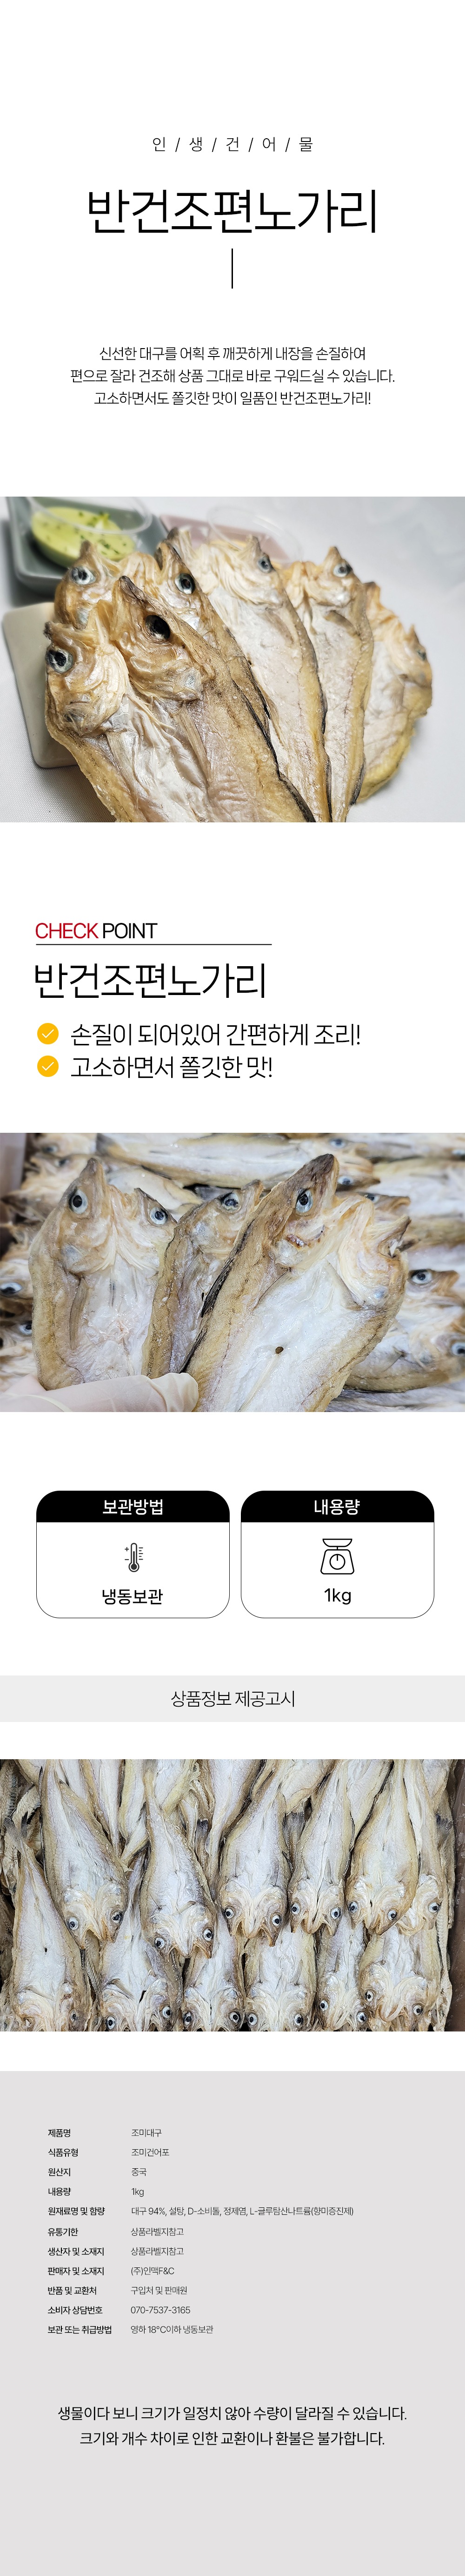 인 / 생 / 건 / 어 / 물
반건조편노가리
신선한 대구를 어획 후 깨끗하게 내장을 손질하여
편으로 잘라 건조해 상품 그대로 바로 구워드실 수 있습니다.
고소하면서도 쫄깃한 맛이 일품인 반건조편노가리!
CHECK POINT
반건조편노가리
손질이 되어있어 간편하게 조리!
고소하면서 쫄깃한 맛!
보관방법
냉동보관
내용량
1kg
상품정보 제공고시
제품명 조미대구
식품유형 조미건어포
원산지 중국
내용량 1kg
원재료명 및 함량 대구 94%, 설탕, D-소비톨, 정제염, L-글루탐산나트륨(향미증진제)
유통기한 상품라벨지참고
생산자 및 소재지 상품라벨지참고
판매자 및 소재지 (주)인맥F&C
반품 및 교환처 구입처 및 판매원
소비자 상담번호 070-7537-3165
보관 또는 취급방법 영하 18°C이하 냉동보관
생물이다 보니 크기가 일정치 않아 수량이 달라질 수 있습니다.
크기와 개수 차이로 인한 교환이나 환불은 불가합니다.